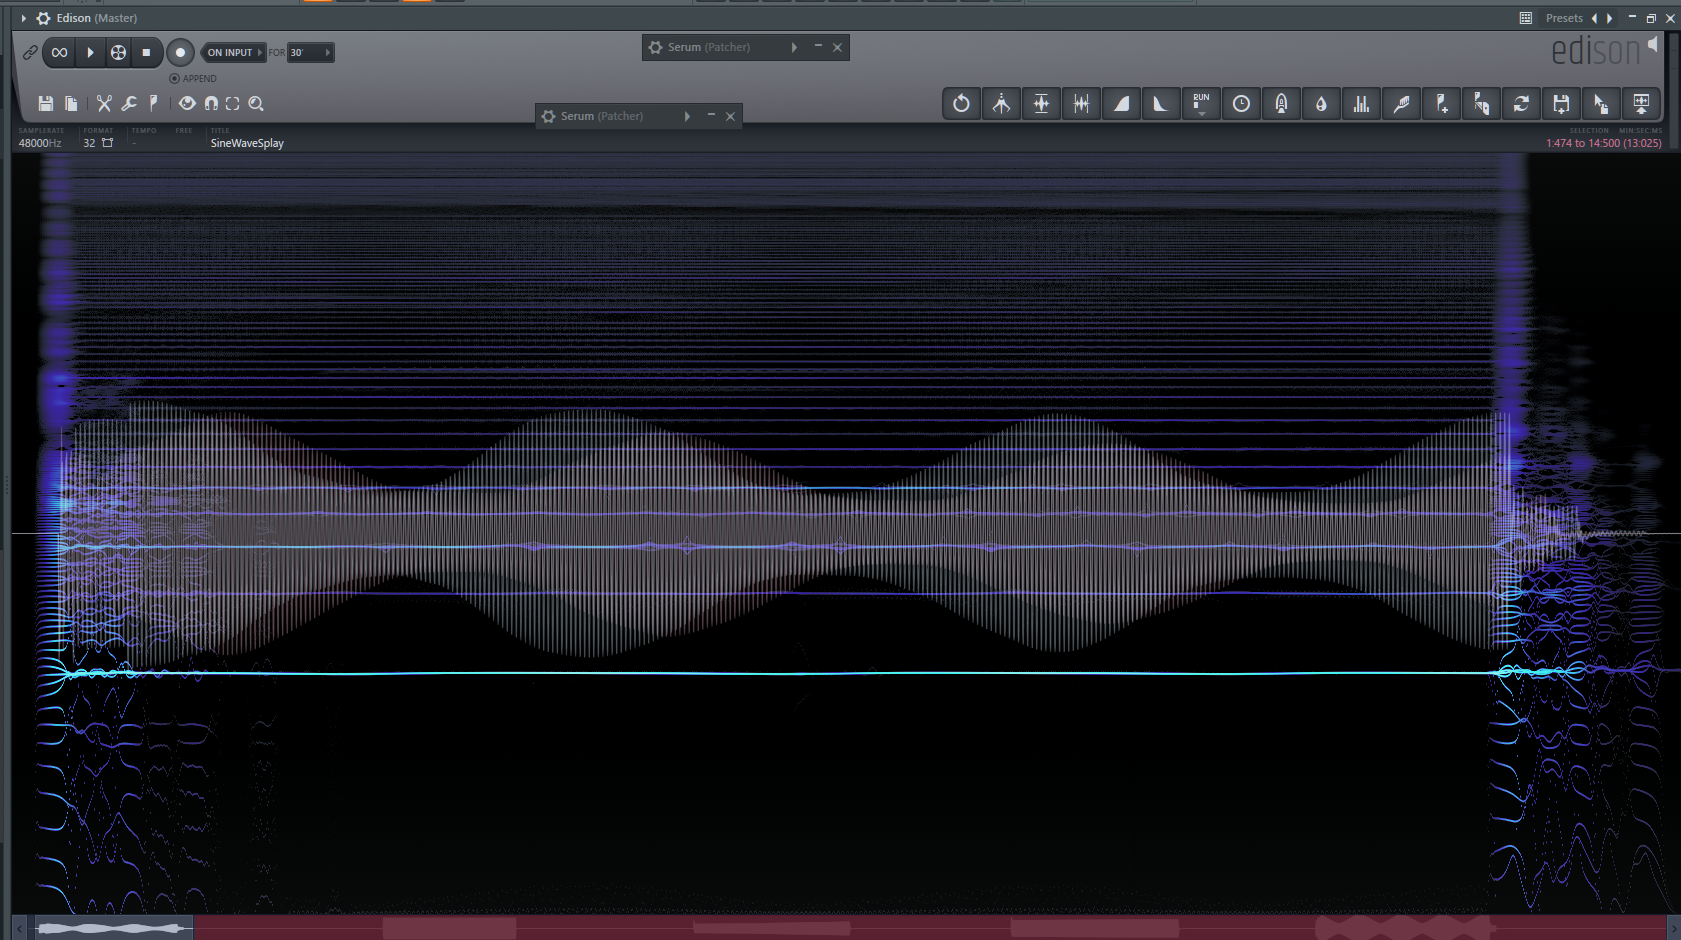 Edison (Master)
Presets
ON INPUT
FOR
30'
Serum (Patcher)
edison
APPEND
RUN
Serum (Patcher)
SAMPLERATE
FORMAT
TEMPO
FREE
TITLE
SELECTION
MIN:SEC:MS
48000Hz
32
-
SineWaveSplay
1:474 to 14:500 (13:025)